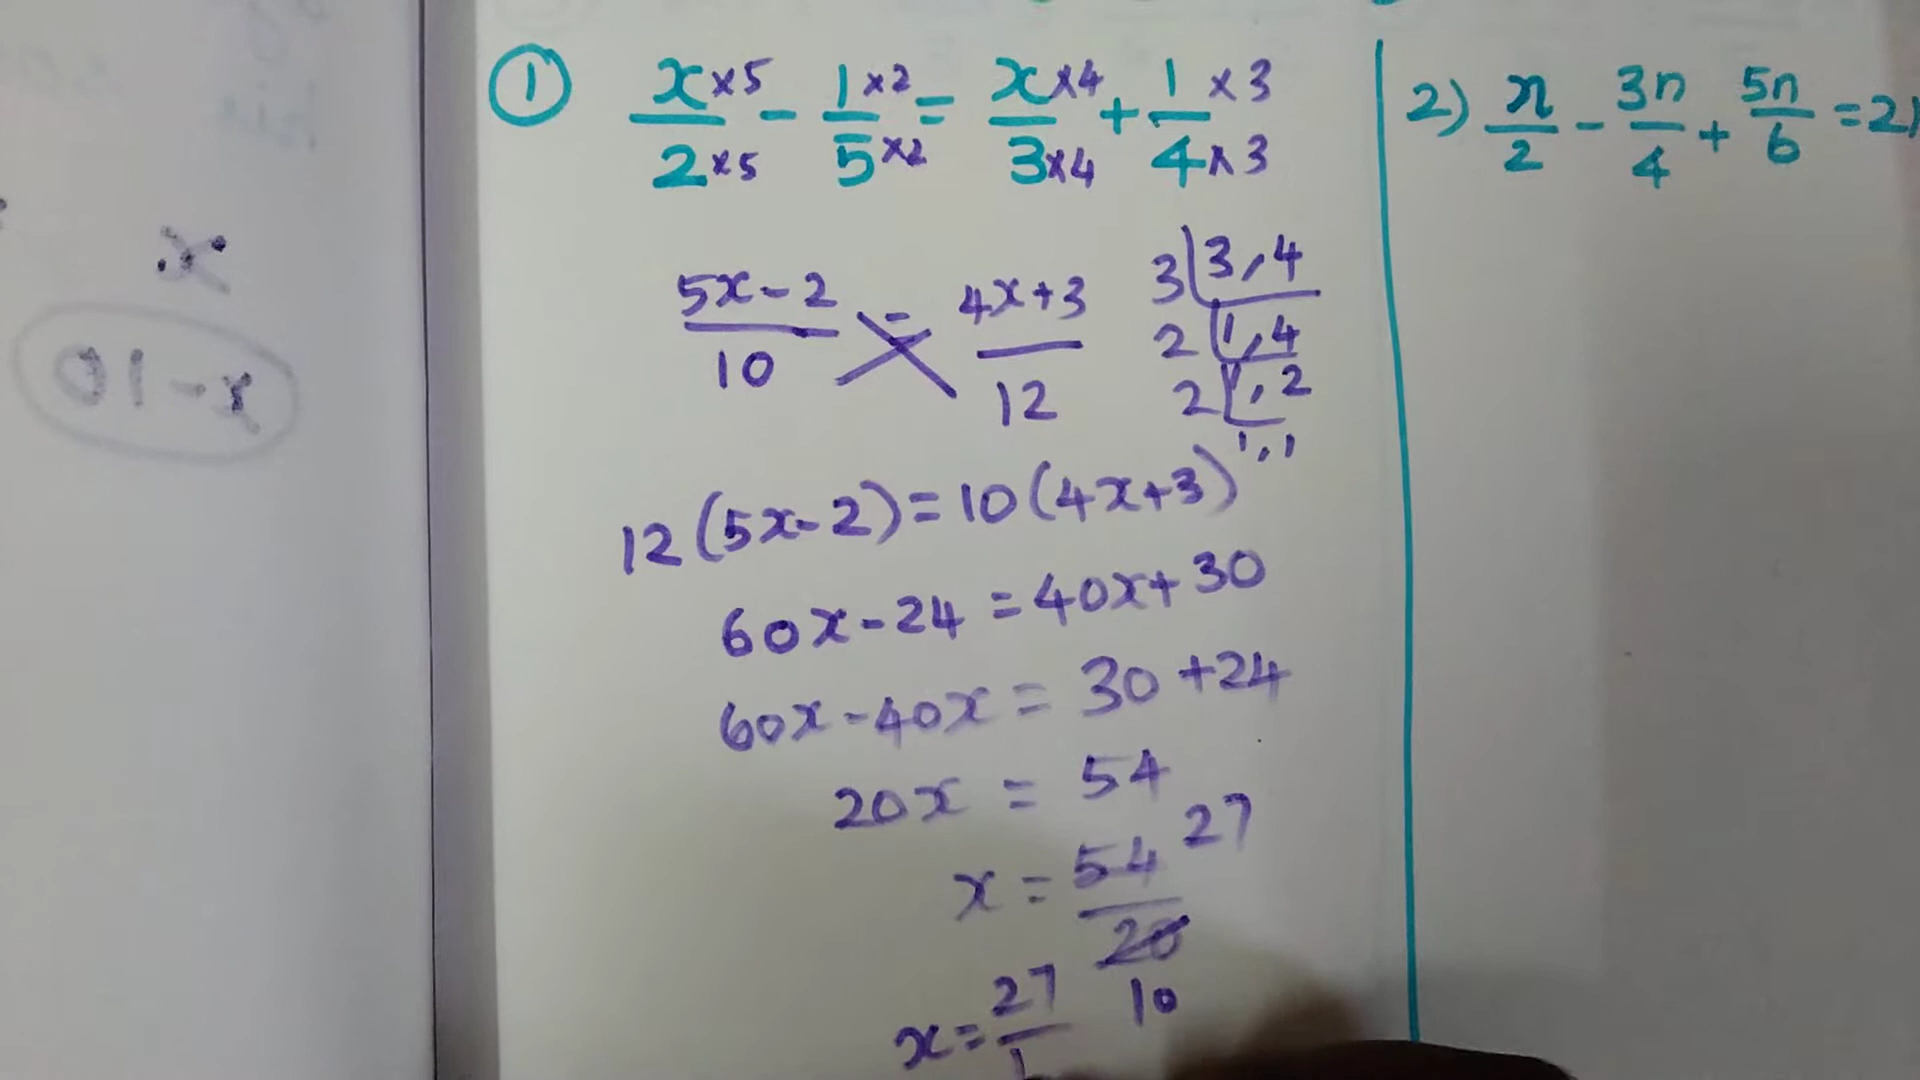 ① x×5/2×5 - 1×2/5×2 = x×4/3×4 + 1×3/4×3
5x-2/10 = 4x+3/12
3 | 3, 4
2 | 1, 4
2 | 1, 2
1, 1
12(5x-2)=10(4x+3)
60x-24=40x+30
60x-40x=30+24
20x=54
x=54/20 27 10
x=27/1
2) n/2 - 3n/4 + 5n/6 =21
x